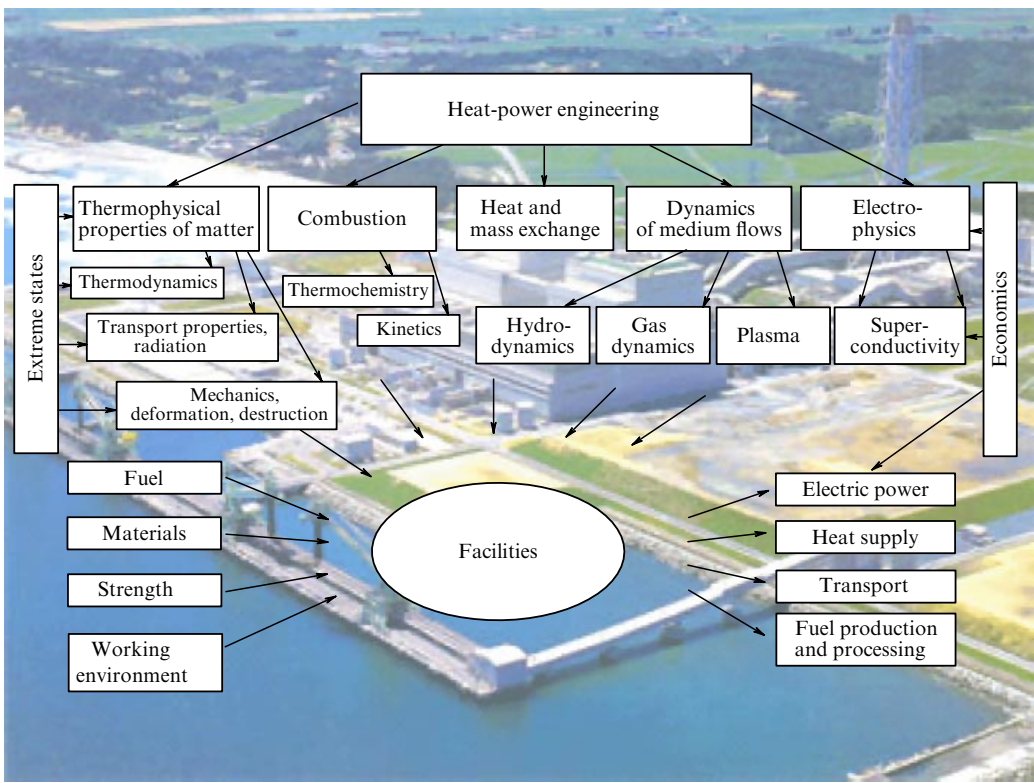 Heat-power engineering
Thermophysical
properties of matter
Combustion
Heat and
mass exchange
Dynamics
of medium flows
Electro-
physics
Extreme states
Economics
Thermodynamics
Thermochemistry
Transport properties,
radiation
Kinetics
Hydro-
dynamics
Gas
dynamics
Plasma
Super-
conductivity
Mechanics,
deformation, destruction
Fuel
Materials
Strength
Working
environment
Facilities
Electric power
Heat supply
Transport
Fuel production
and processing